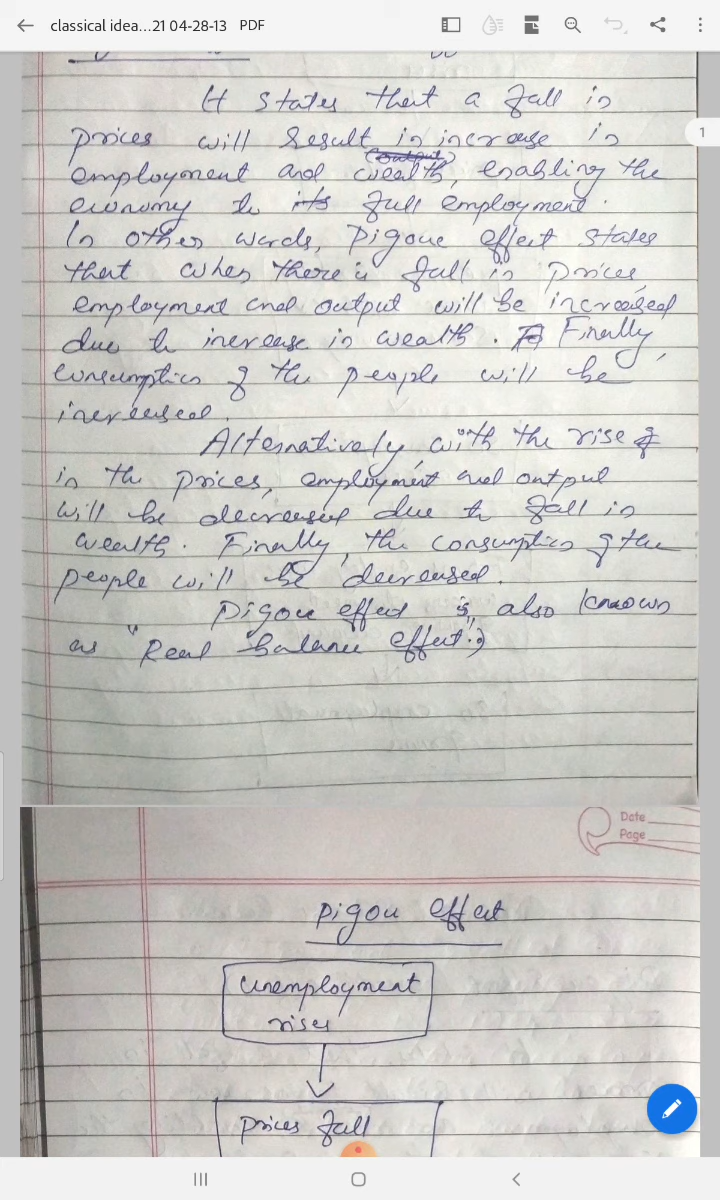 classical idea...21 04-28-13 PDF
It states that a fall in
1
prices will result in increase in
(output)
employment and wealth, enabling the
economy to its full employment.
In other words, Pigoue effect states
that when there is fall in prices,
employment and output will be increased
due to increase in wealth. Finally,
consumption of the people will be
increased.
Alternatively, with the rise of
in the prices, employment and output
will be decreased due to fall in
wealth. Finally, the consumption of the
people will be decreased.
Pigou effect is also known
as "Real balance effect."
Date
Page
Pigou effect
Unemployment
rises
Prices fall